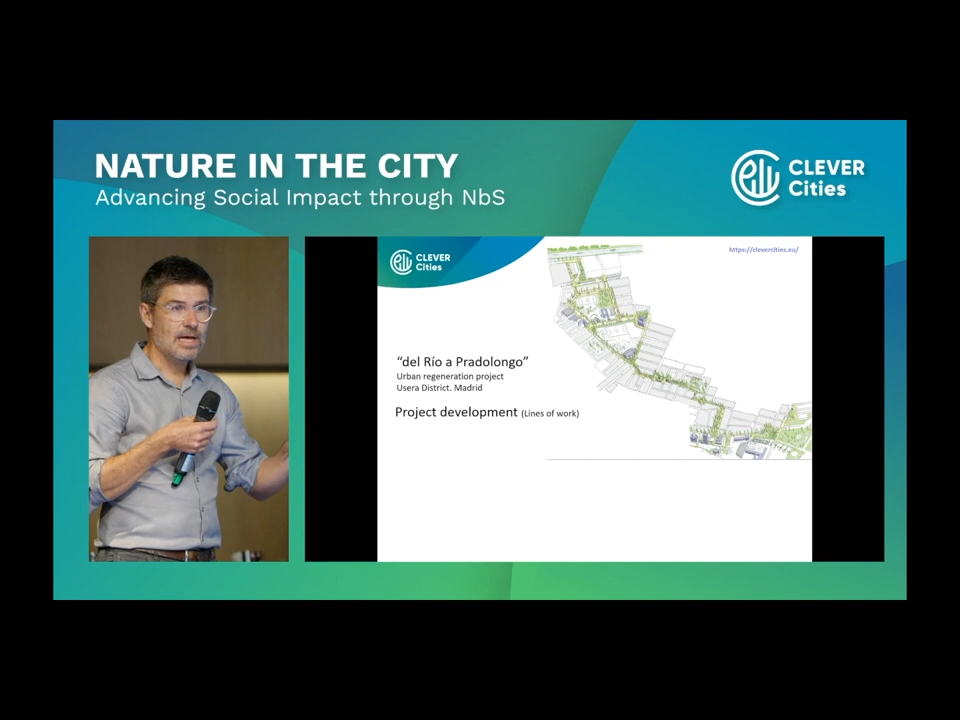 NATURE IN THE CITY
Advancing Social Impact through NbS
CLEVER
Cities
CLEVER
Cities
https://clevercities.eu/
“del Río a Pradolongo”
Urban regeneration project
Usera District. Madrid
Project development (Lines of work)